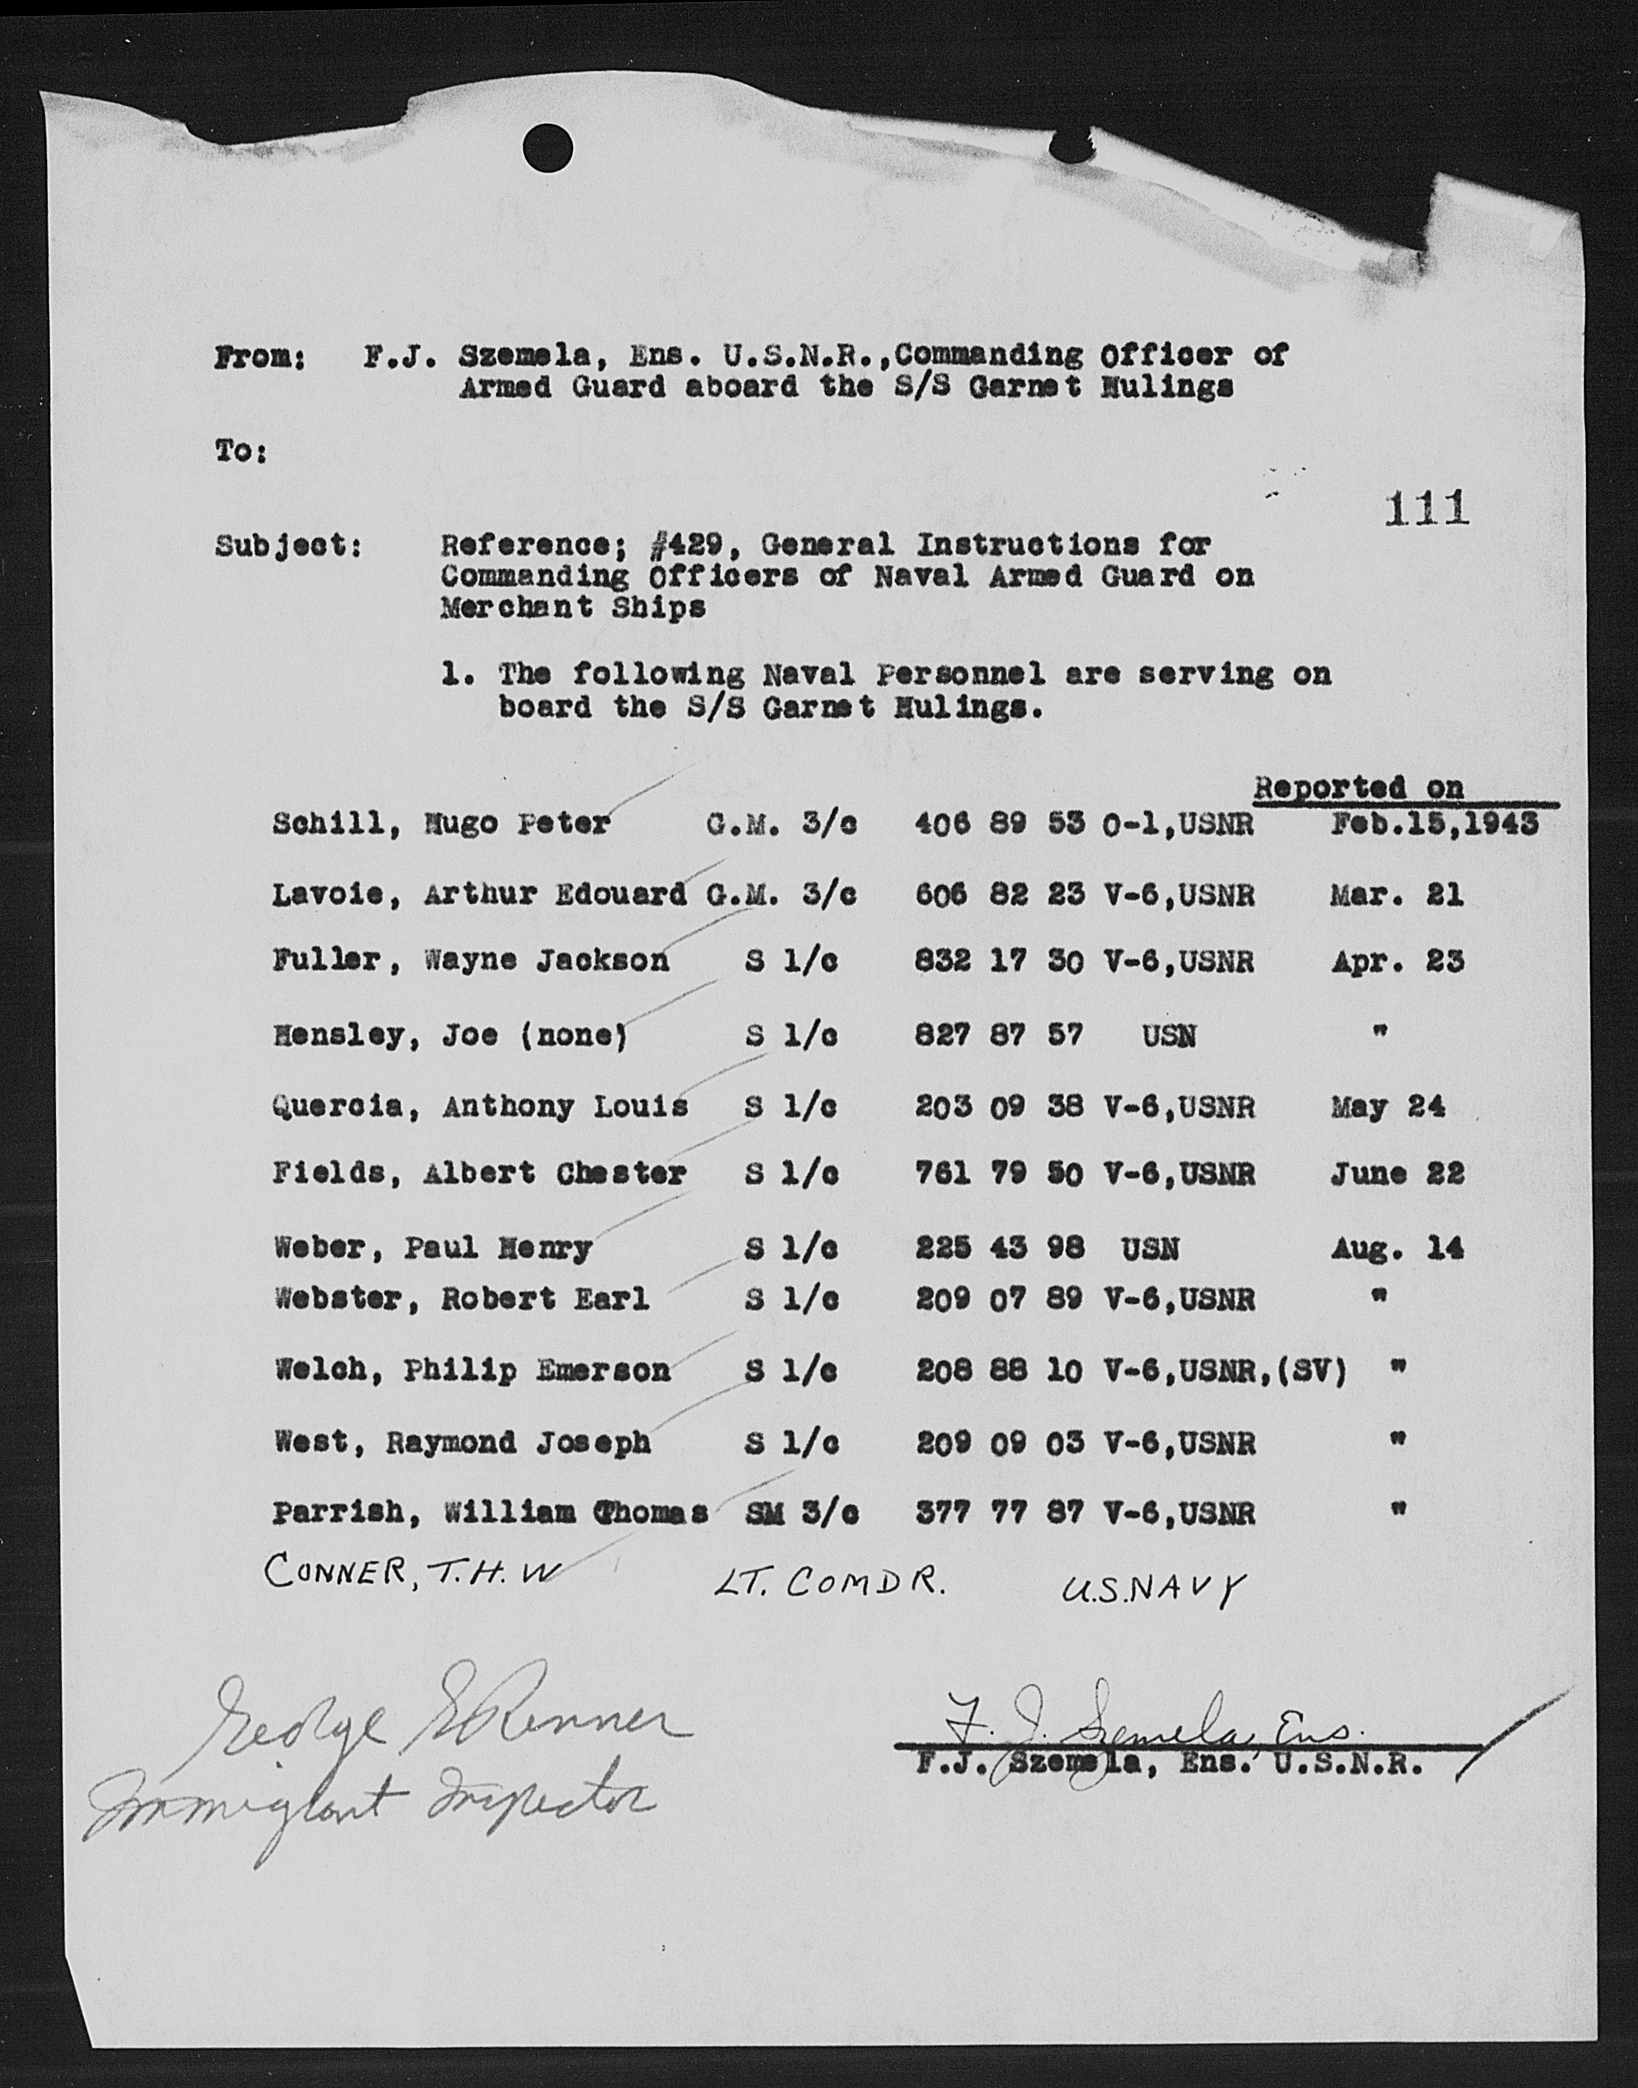 From:   F.J. Szemela, Ens. U.S.N.R.,Commanding Officer of
Armed Guard aboard the S/S Garnet Hulings
To:
111
Subject:   Reference; #429, General Instructions for
Commanding Officers of Naval Armed Guard on
Merchant Ships
1. The following Naval Personnel are serving on
board the S/S Garnet Hulings.
Reported on
Schill, Hugo Peter   G.M. 3/c   406 89 53 O-1,USNR   Feb.15,1943
Lavoie, Arthur Edouard G.M. 3/c   606 82 23 V-6,USNR   Mar. 21
Fuller, Wayne Jackson   S 1/c   832 17 30 V-6,USNR   Apr. 23
Hensley, Joe (none)   S 1/c   827 87 57   USN   "
Quercia, Anthony Louis   S 1/c   203 09 38 V-6,USNR   May 24
Fields, Albert Chester   S 1/c   761 79 50 V-6,USNR   June 22
Weber, Paul Henry   S 1/c   225 43 98   USN   Aug. 14
Webster, Robert Earl   S 1/c   209 07 89 V-6,USNR   "
Welch, Philip Emerson   S 1/c   208 88 10 V-6,USNR,(SV)   "
West, Raymond Joseph   S 1/c   209 09 03 V-6,USNR   "
Parrish, William Thomas   SM 3/c   377 77 87 V-6,USNR   "
CONNER, T.H.W   LT. COMDR.   U.S.NAVY
George E Renner   F. J. Szemela, Ens.
Immigrant Inspector   F.J. Szemela, Ens. U.S.N.R.